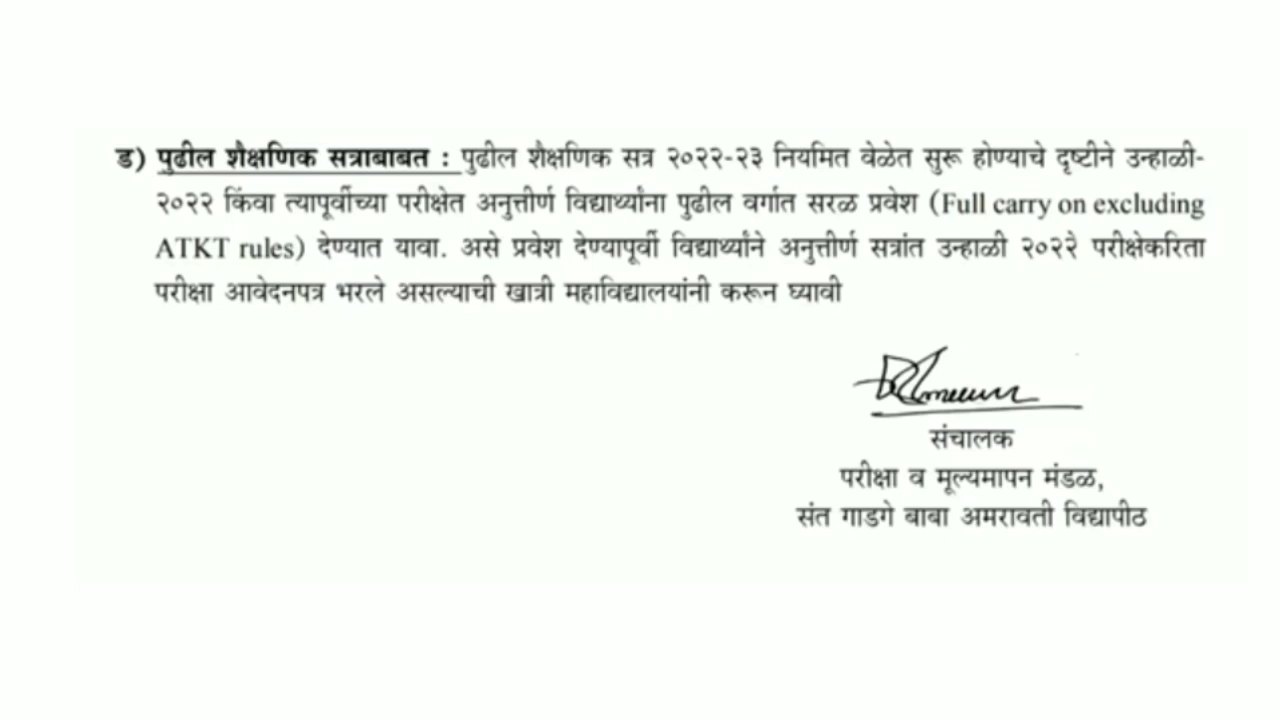 ड) पुढील शैक्षणिक सत्राबाबत : पुढील शैक्षणिक सत्र २०२२-२३ नियमित वेळेत सुरू होण्याचे दृष्टीने उन्हाळी-
२०२२ किंवा त्यापूर्वीच्या परीक्षेत अनुत्तीर्ण विद्यार्थ्यांना पुढील वर्गात सरळ प्रवेश (Full carry on excluding
ATKT rules) देण्यात यावा. असे प्रवेश देण्यापूर्वी विद्यार्थ्याने अनुत्तीर्ण सत्रांत उन्हाळी २०२२ परीक्षेकरिता
परीक्षा आवेदनपत्र भरले असल्याची खात्री महाविद्यालयांनी करून घ्यावी
संचालक
परीक्षा व मूल्यमापन मंडळ,
संत गाडगे बाबा अमरावती विद्यापीठ